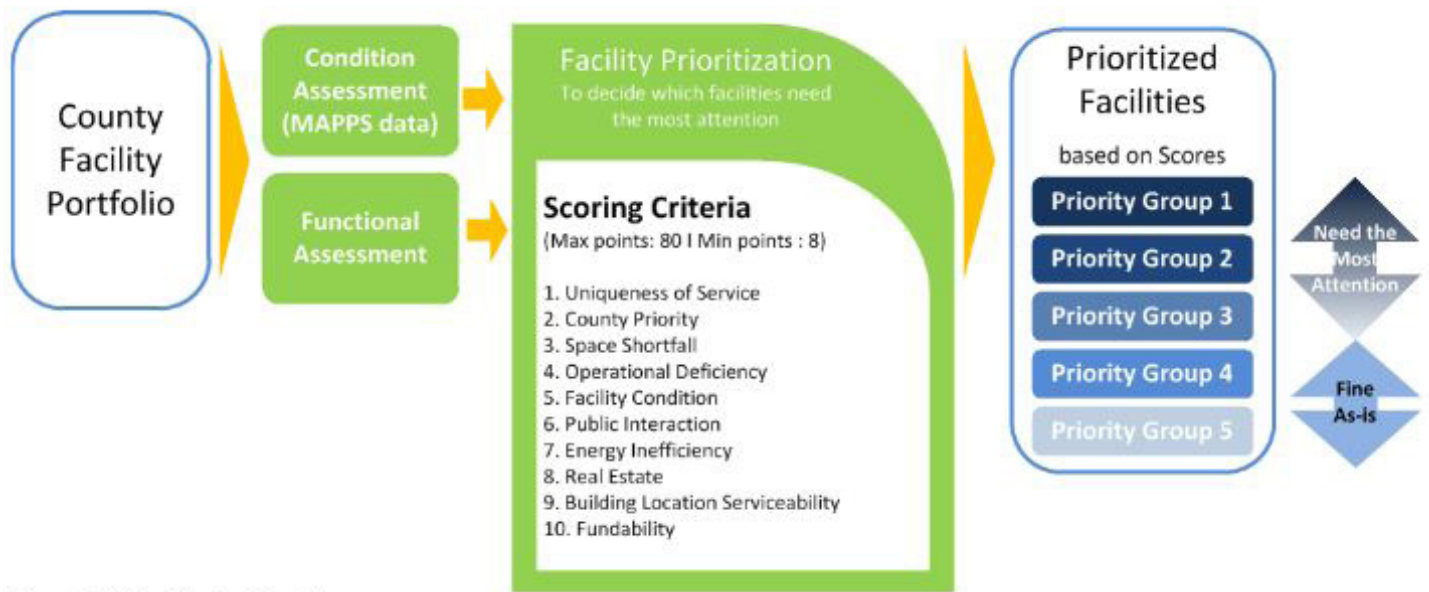 County
Facility
Portfolio
Condition
Assessment
(MAPPS data)
Functional
Assessment
Facility Prioritization
To decide which facilities need
the most attention
Scoring Criteria
(Max points: 80 I Min points : 8)
1. Uniqueness of Service
2. County Priority
3. Space Shortfall
4. Operational Deficiency
5. Facility Condition
6. Public Interaction
7. Energy Inefficiency
8. Real Estate
9. Building Location Serviceability
10. Fundability
Prioritized
Facilities
based on Scores
Priority Group 1
Priority Group 2
Priority Group 3
Priority Group 4
Priority Group 5
Need the
Most
Attention
Fine
As-is